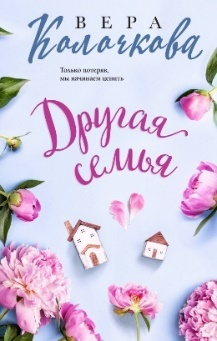 ВЕРА
Колочкова
Только потеряв,
мы начинаем ценить
Другая
семья